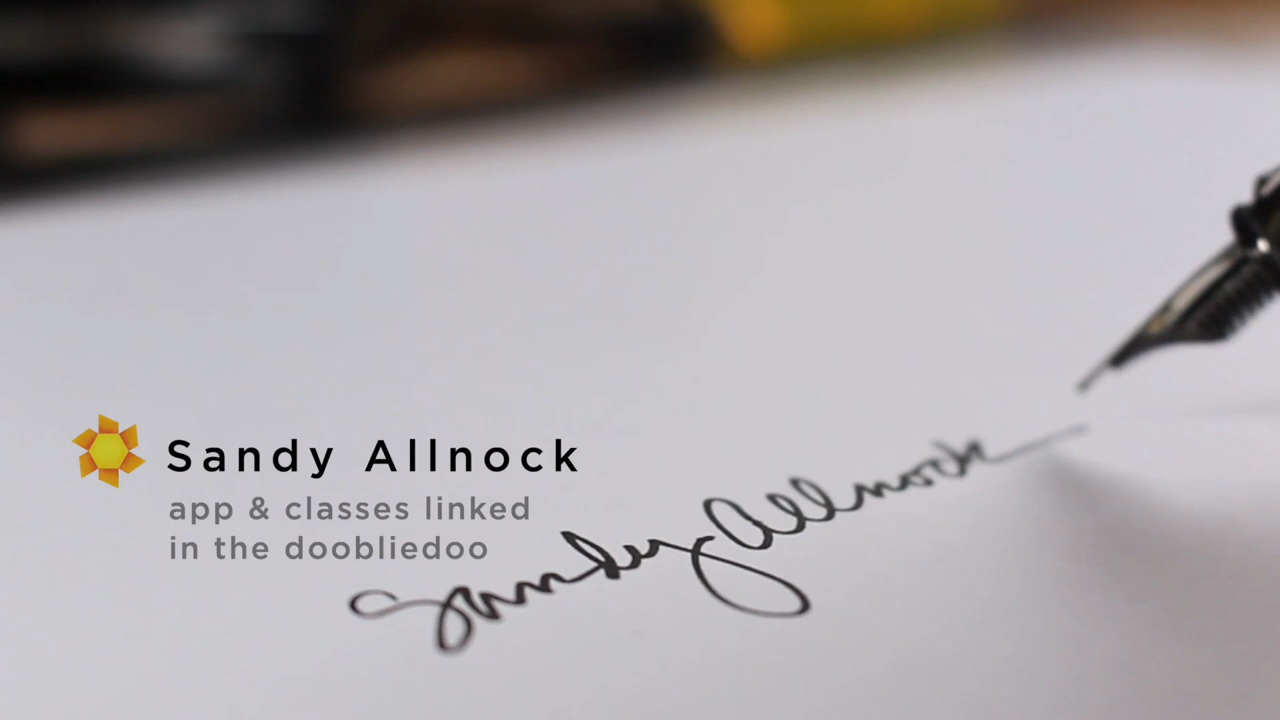 Sandy Allnock
app & classes linked
in the doobliedoo
Sandy Allnock